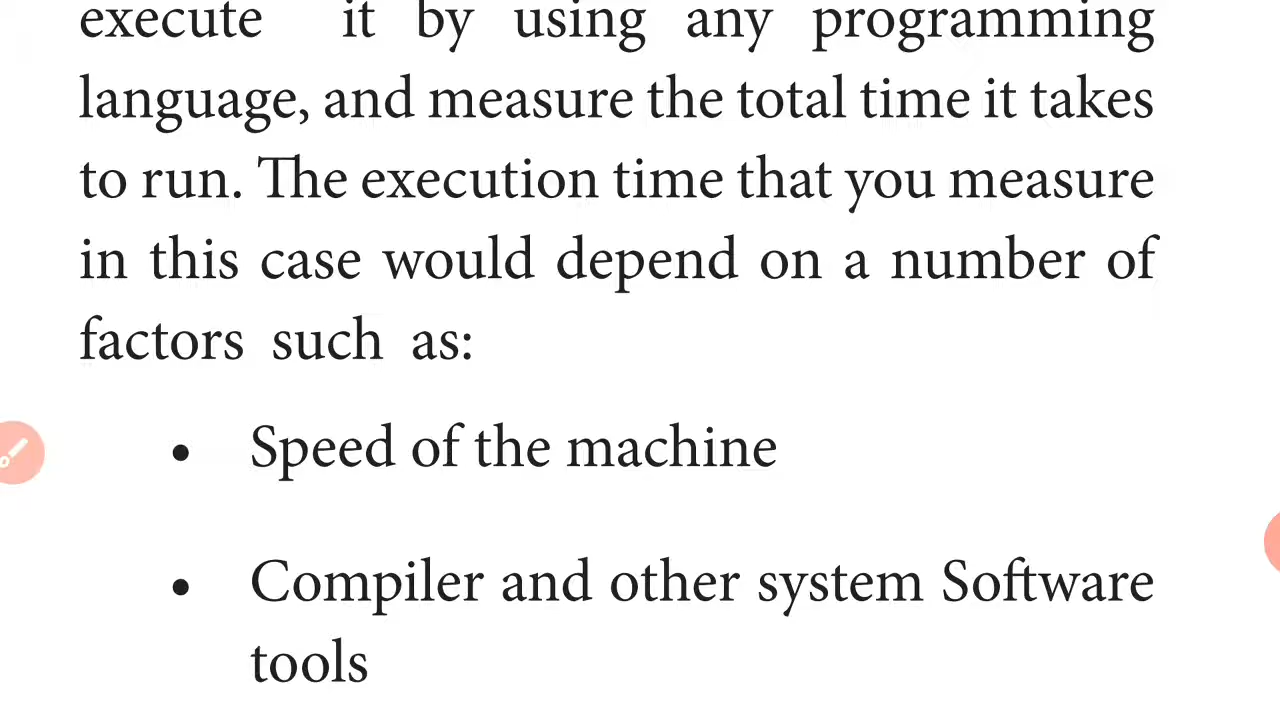 execute it by using any programming
language, and measure the total time it takes
to run. The execution time that you measure
in this case would depend on a number of
factors such as:
• Speed of the machine
• Compiler and other system Software
tools